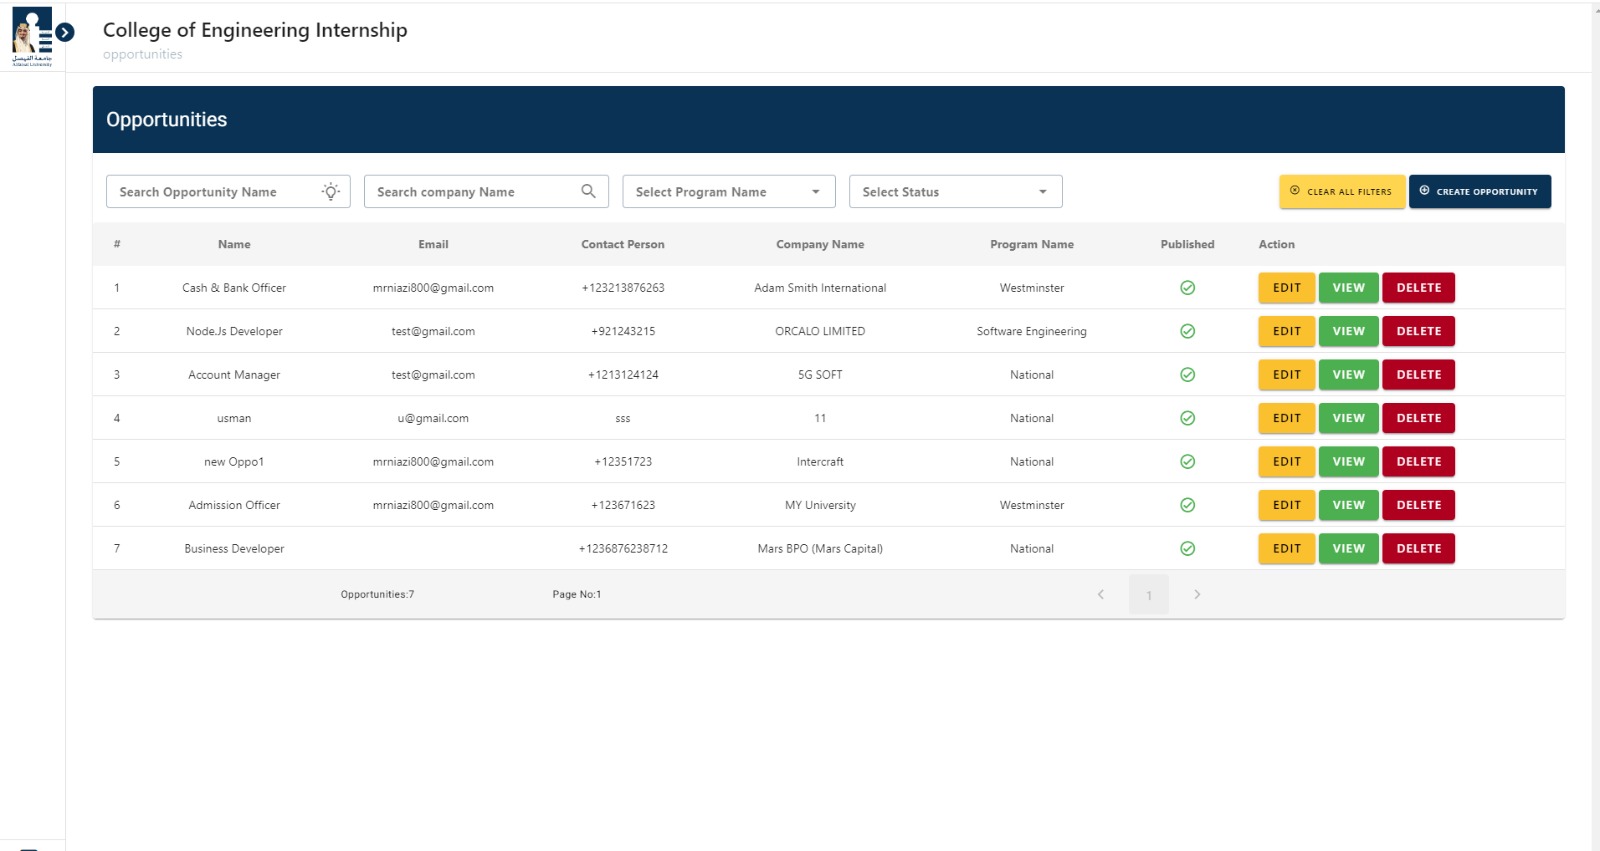 College of Engineering Internship
opportunities
جامعة الفيصل
Alfaisal University
Opportunities
Search Opportunity Name
Search company Name
Select Program Name
Select Status
CLEAR ALL FILTERS
CREATE OPPORTUNITY
# Name Email Contact Person Company Name Program Name Published Action
1 Cash & Bank Officer mrniazi800@gmail.com +123213876263 Adam Smith International Westminster EDIT VIEW DELETE
2 Node.Js Developer test@gmail.com +921243215 ORCALO LIMITED Software Engineering EDIT VIEW DELETE
3 Account Manager test@gmail.com +1213124124 5G SOFT National EDIT VIEW DELETE
4 usman u@gmail.com sss 11 National EDIT VIEW DELETE
5 new Oppo1 mrniazi800@gmail.com +12351723 Intercraft National EDIT VIEW DELETE
6 Admission Officer mrniazi800@gmail.com +123671623 MY University Westminster EDIT VIEW DELETE
7 Business Developer +1236876238712 Mars BPO (Mars Capital) National EDIT VIEW DELETE
Opportunities:7 Page No:1 1